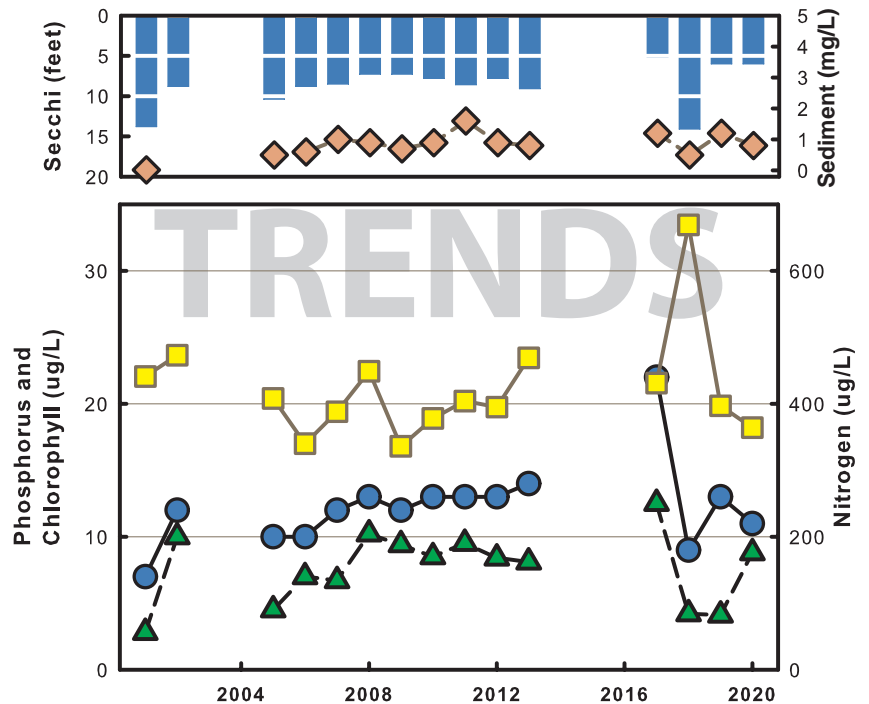 Secchi (feet)
0
5
10
15
20
5
4
3
2
1
0
Sediment (mg/L)
TRENDS
Phosphorus and
Chlorophyll (ug/L)
30
20
10
0
600
400
200
0
Nitrogen (ug/L)
2004 2008 2012 2016 2020